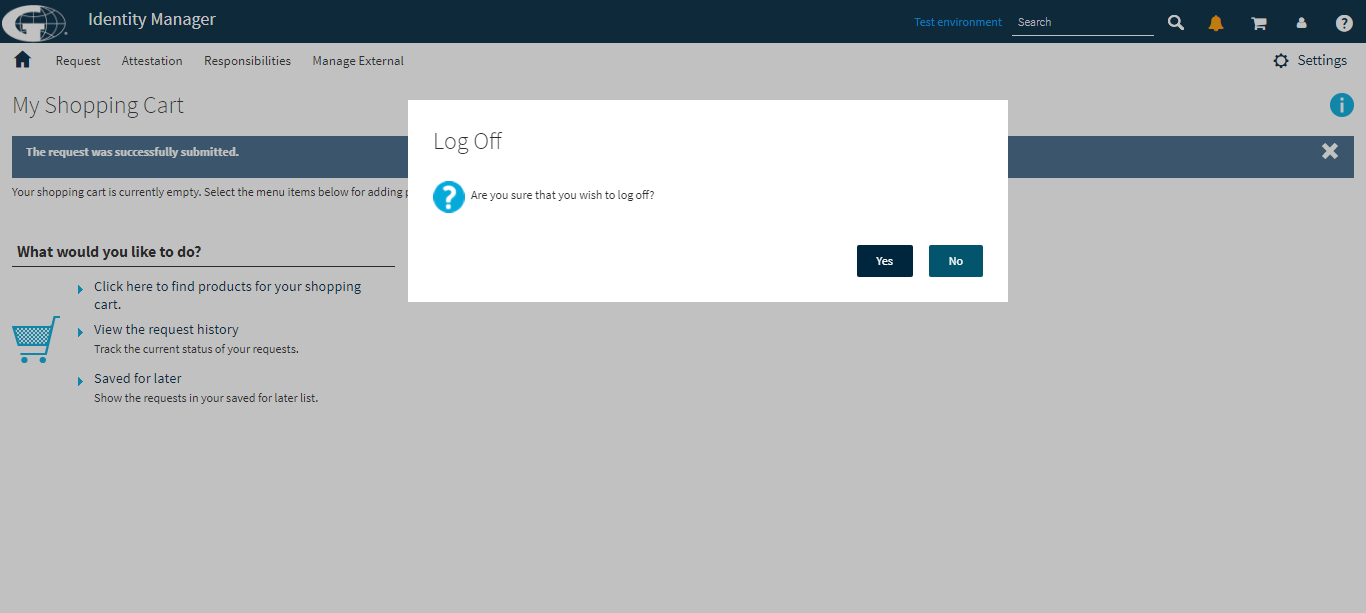 Identity Manager
Test environment
Search
Request
Attestation
Responsibilities
Manage External
Settings
My Shopping Cart
The request was successfully submitted.
Your shopping cart is currently empty. Select the menu items below for adding
Log Off
Are you sure that you wish to log off?
Yes
No
What would you like to do?
Click here to find products for your shopping
cart.
View the request history
Track the current status of your requests.
Saved for later
Show the requests in your saved for later list.